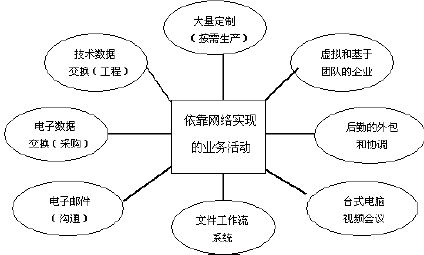 大量定制
（按需生产）
技术数据
交换（工程）
虚拟和基于
团队的企业
依靠网络实现
的业务活动
电子数据
交换（采购）
后勤的外包
和协调
电子邮件
（沟通）
台式电脑
视频会议
文件工作流
系统